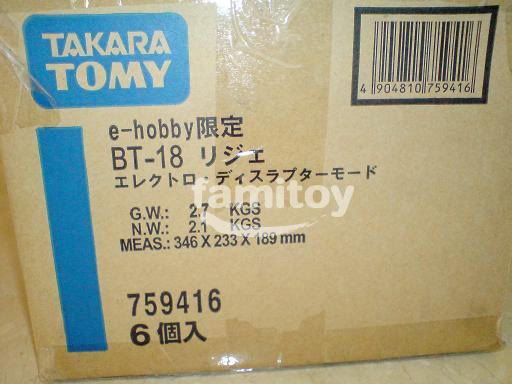 TAKARA
TOMY
4 904810 759416
e-hobby限定
BT-18 リジェ
エレクトロ・ディスラプターモード
famitoy
G.W.: 2.7 KGS
N.W.: 2.1 KGS
MEAS.: 346 X 233 X 189 mm
759416
6個入